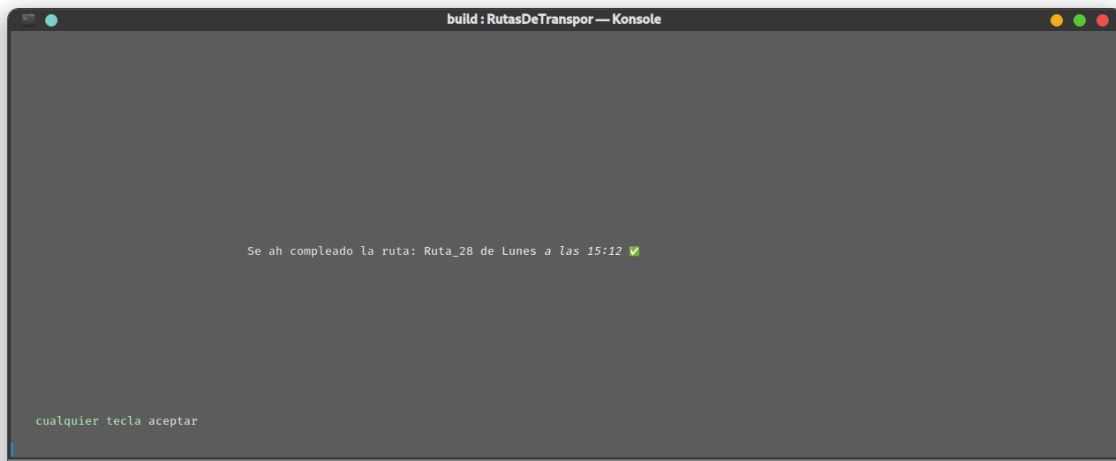 build : RutasDeTranspor — Konsole
Se ah compleado la ruta: Ruta_28 de Lunes a las 15:12 ✅
cualquier tecla aceptar